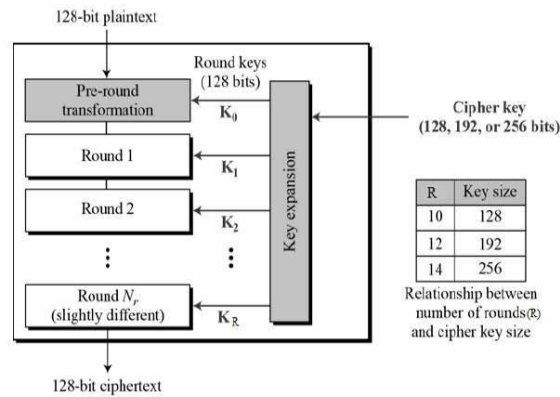 128-bit plaintext
Round keys
(128 bits)
Pre-round
transformation
K0
Cipher key
(128, 192, or 256 bits)
Round 1
K1
Key expansion
Round 2
K2
R Key size
10 128
12 192
14 256
Relationship between
number of rounds(R)
and cipher key size
Round Nr
(slightly different)
KR
128-bit ciphertext